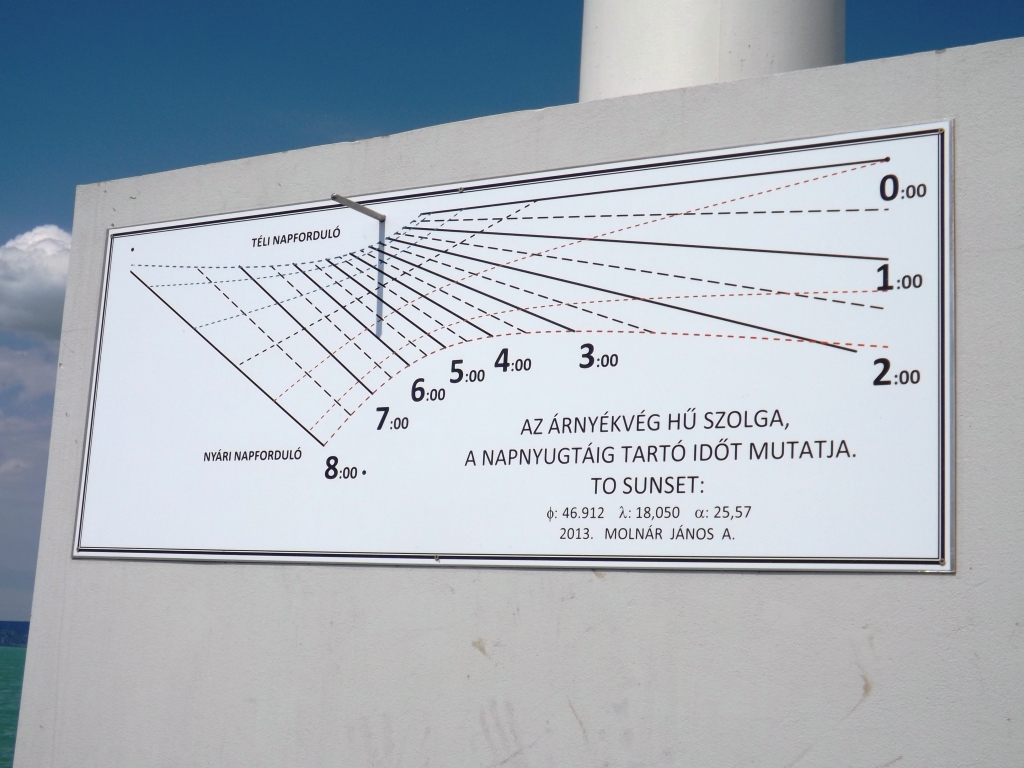 TÉLI NAPFORDULÓ
0:00
1:00
2:00
3:00
4:00
5:00
6:00
7:00
8:00
NYÁRI NAPFORDULÓ
AZ ÁRNYÉKVÉG HŰ SZOLGA,
A NAPNYUGTÁIG TARTÓ IDŐT MUTATJA.
TO SUNSET:
ϕ: 46.912 λ: 18,050 α: 25,57
2013. MOLNÁR JÁNOS A.